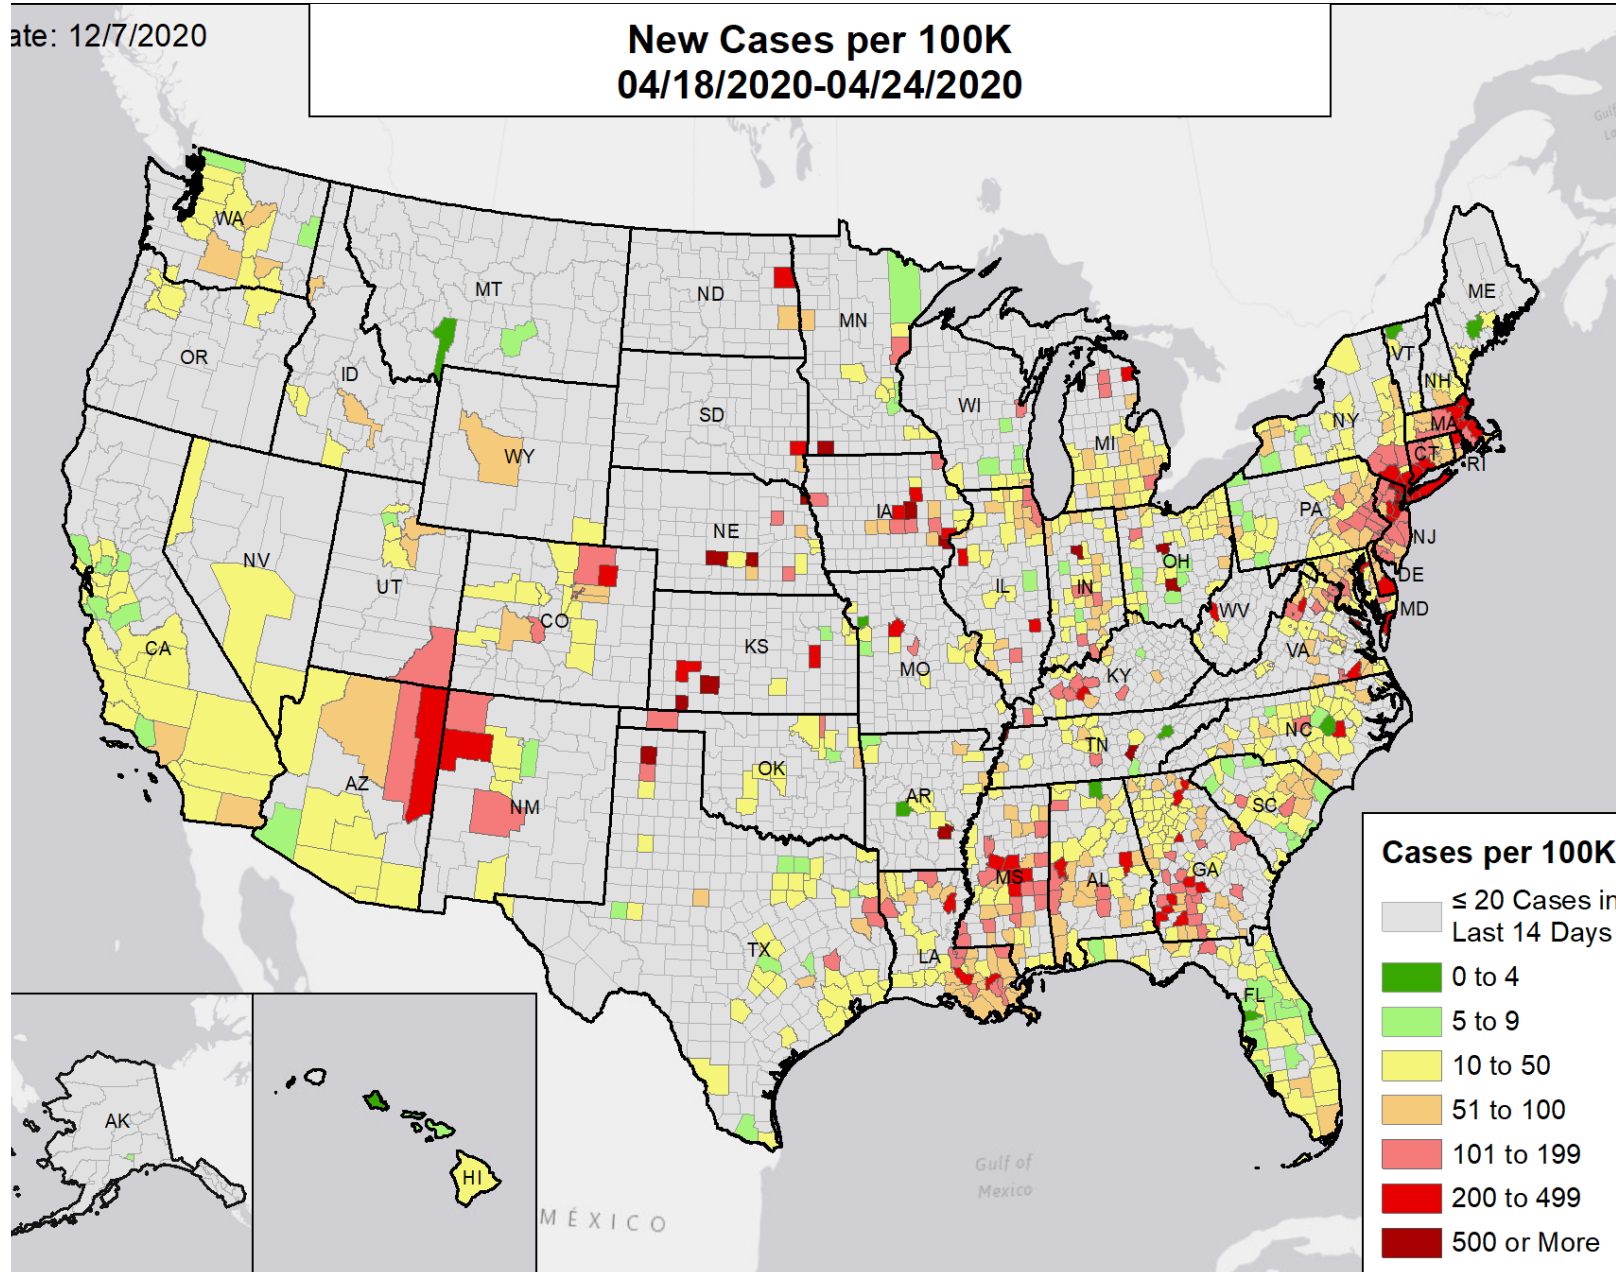 ate: 12/7/2020
New Cases per 100K
04/18/2020-04/24/2020
WA
MT
ND
MN
ME
OR
ID
SD
WI
VT
NH
NY
MA
MI
CT
RI
WY
IA
PA
NE
NJ
NV
OH
UT
IL
IN
DE
CO
WV
MD
CA
KS
MO
VA
KY
NC
TN
OK
AZ
AR
NM
SC
MS
AL
GA
TX
LA
FL
AK
HI
Gulf of
Mexico
MÉXICO
Cases per 100K
≤ 20 Cases in
Last 14 Days
0 to 4
5 to 9
10 to 50
51 to 100
101 to 199
200 to 499
500 or More